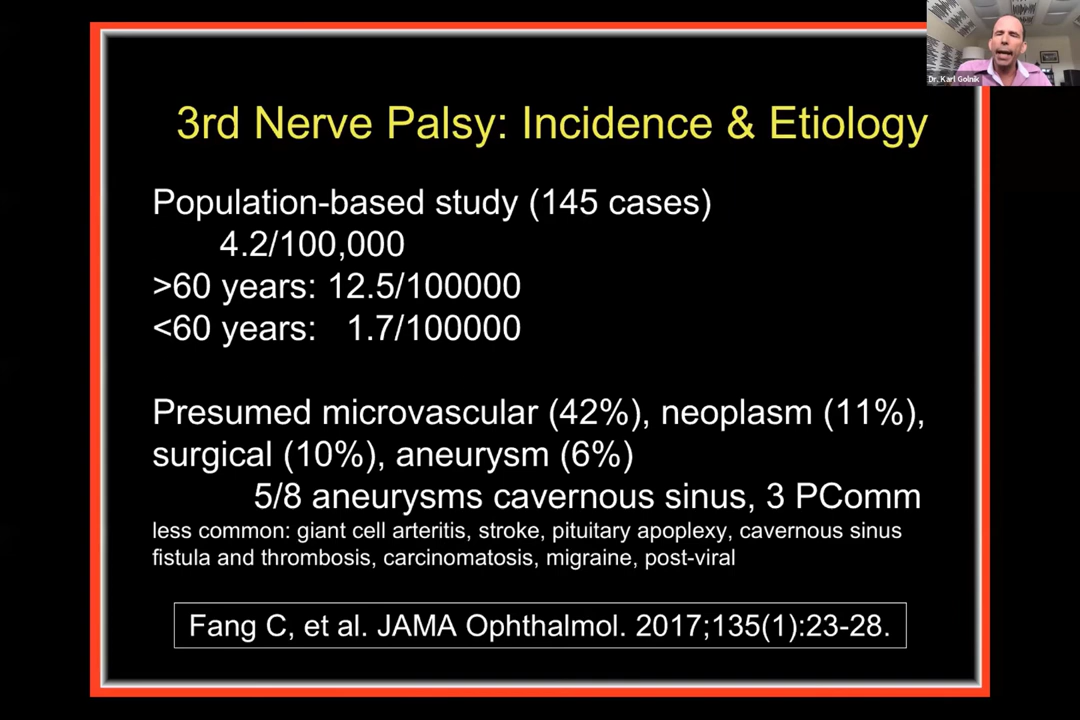 Dr. Karl Golnik
3rd Nerve Palsy: Incidence & Etiology
Population-based study (145 cases)
4.2/100,000
>60 years: 12.5/100000
<60 years: 1.7/100000
Presumed microvascular (42%), neoplasm (11%),
surgical (10%), aneurysm (6%)
5/8 aneurysms cavernous sinus, 3 PComm
less common: giant cell arteritis, stroke, pituitary apoplexy, cavernous sinus
fistula and thrombosis, carcinomatosis, migraine, post-viral
Fang C, et al. JAMA Ophthalmol. 2017;135(1):23-28.